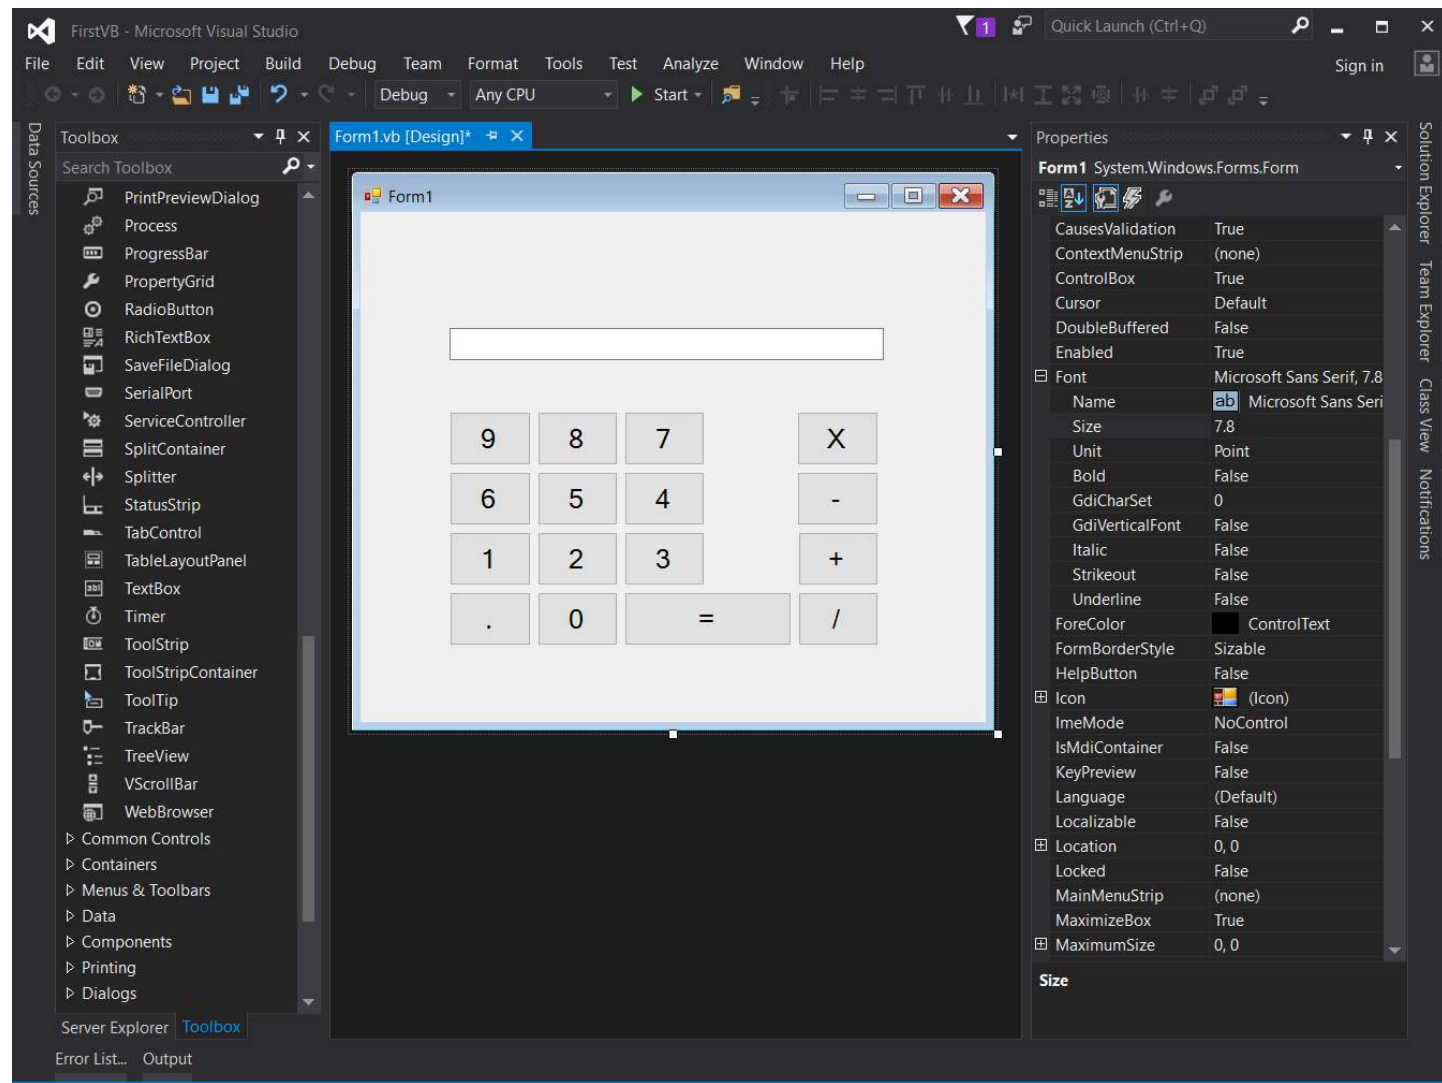 FirstVB - Microsoft Visual Studio
1
Quick Launch (Ctrl+Q)
File Edit View Project Build Debug Team Format Tools Test Analyze Window Help
Sign in
Debug Any CPU Start
Data Sources
Toolbox
Search Toolbox
PrintPreviewDialog
Process
ProgressBar
PropertyGrid
RadioButton
RichTextBox
SaveFileDialog
SerialPort
ServiceController
SplitContainer
Splitter
StatusStrip
TabControl
TableLayoutPanel
TextBox
Timer
ToolStrip
ToolStripContainer
ToolTip
TrackBar
TreeView
VScrollBar
WebBrowser
Common Controls
Containers
Menus & Toolbars
Data
Components
Printing
Dialogs
Server Explorer Toolbox
Error List... Output
Form1.vb [Design]*
Form1
9 8 7 X
6 5 4 -
1 2 3 +
. 0 = /
Properties
Form1 System.Windows.Forms.Form
CausesValidation True
ContextMenuStrip (none)
ControlBox True
Cursor Default
DoubleBuffered False
Enabled True
Font Microsoft Sans Serif, 7.8
Name ab Microsoft Sans Seri
Size 7.8
Unit Point
Bold False
GdiCharSet 0
GdiVerticalFont False
Italic False
Strikeout False
Underline False
ForeColor ControlText
FormBorderStyle Sizable
HelpButton False
Icon (Icon)
ImeMode NoControl
IsMdiContainer False
KeyPreview False
Language (Default)
Localizable False
Location 0, 0
Locked False
MainMenuStrip (none)
MaximizeBox True
MaximumSize 0, 0
Size
Solution Explorer
Team Explorer
Class View
Notifications